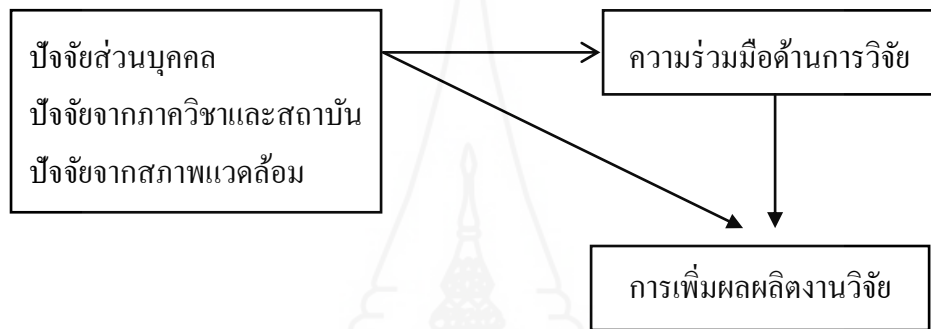 ปัจจัยส่วนบุคคล
ปัจจัยจากภาควิชาและสถาบัน
ปัจจัยจากสภาพแวดล้อม
ความร่วมมือด้านการวิจัย
การเพิ่มผลผลิตงานวิจัย